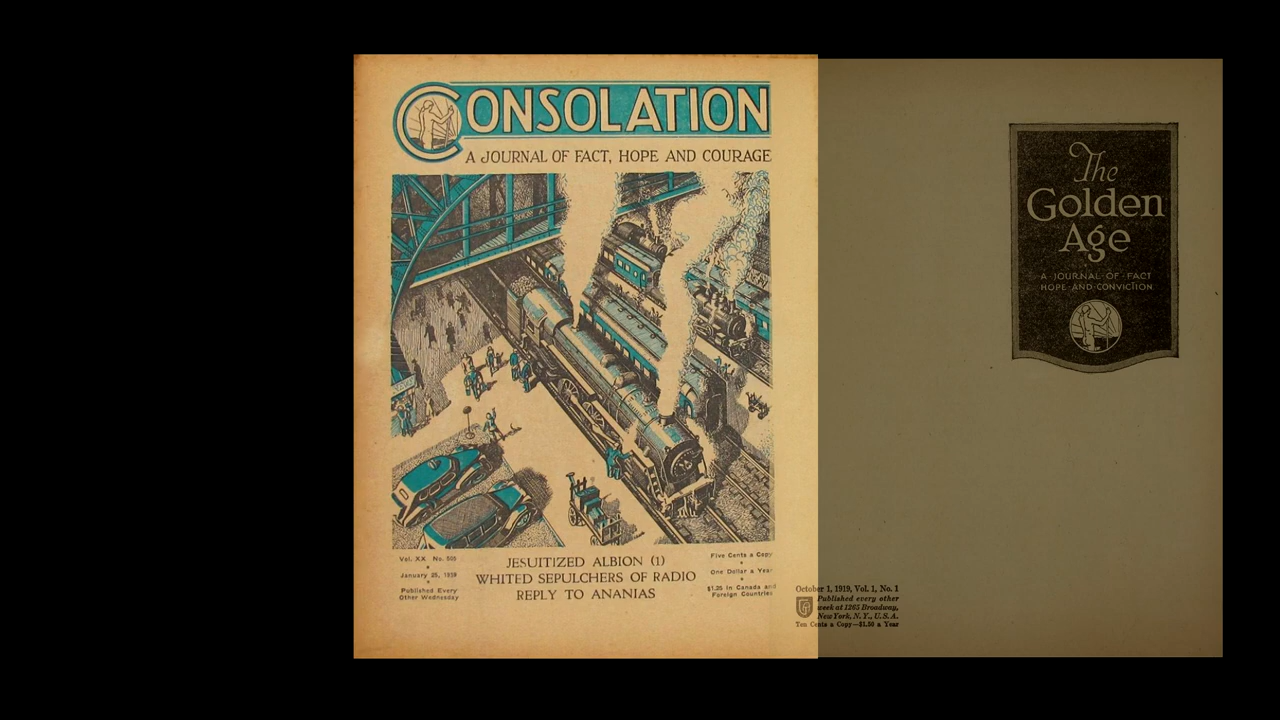 CONSOLATION
A JOURNAL OF FACT, HOPE AND COURAGE
Vol. XX No. 505
January 25, 1939
Published Every
Other Wednesday
JESUITIZED ALBION (1)
WHITED SEPULCHERS OF RADIO
REPLY TO ANANIAS
Five Cents a Copy
One Dollar a Year
$1.25 in Canada and
Foreign Countries
The
Golden
Age
A JOURNAL OF FACT
HOPE AND CONVICTION
October 1, 1919, Vol. 1, No. 1
Published every other
week at 1265 Broadway,
New York, N. Y., U. S. A.
Ten Cents a Copy—$1.50 a Year